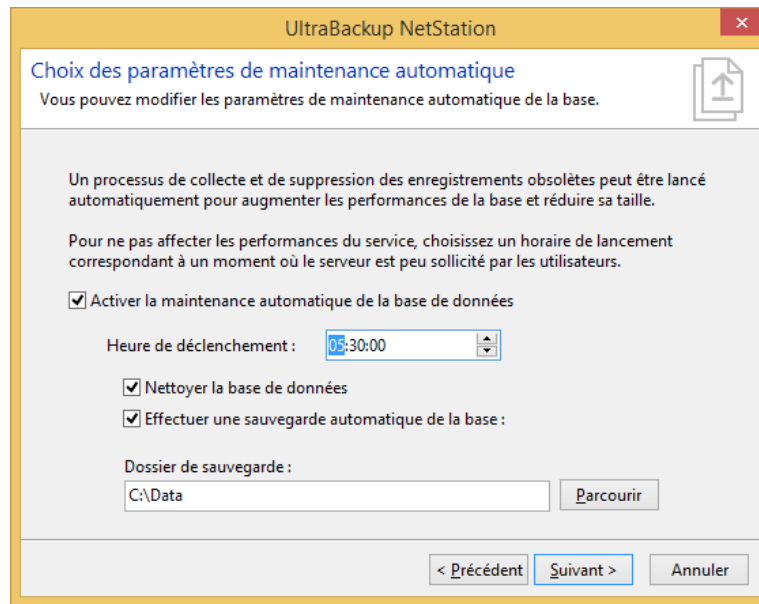 UltraBackup NetStation
Choix des paramètres de maintenance automatique
Vous pouvez modifier les paramètres de maintenance automatique de la base.
Un processus de collecte et de suppression des enregistrements obsolètes peut être lancé
automatiquement pour augmenter les performances de la base et réduire sa taille.
Pour ne pas affecter les performances du service, choisissez un horaire de lancement
correspondant à un moment où le serveur est peu sollicité par les utilisateurs.
Activer la maintenance automatique de la base de données
Heure de déclenchement : 05:30:00
Nettoyer la base de données
Effectuer une sauvegarde automatique de la base :
Dossier de sauvegarde :
C:\Data Parcourir
< Précédent Suivant > Annuler